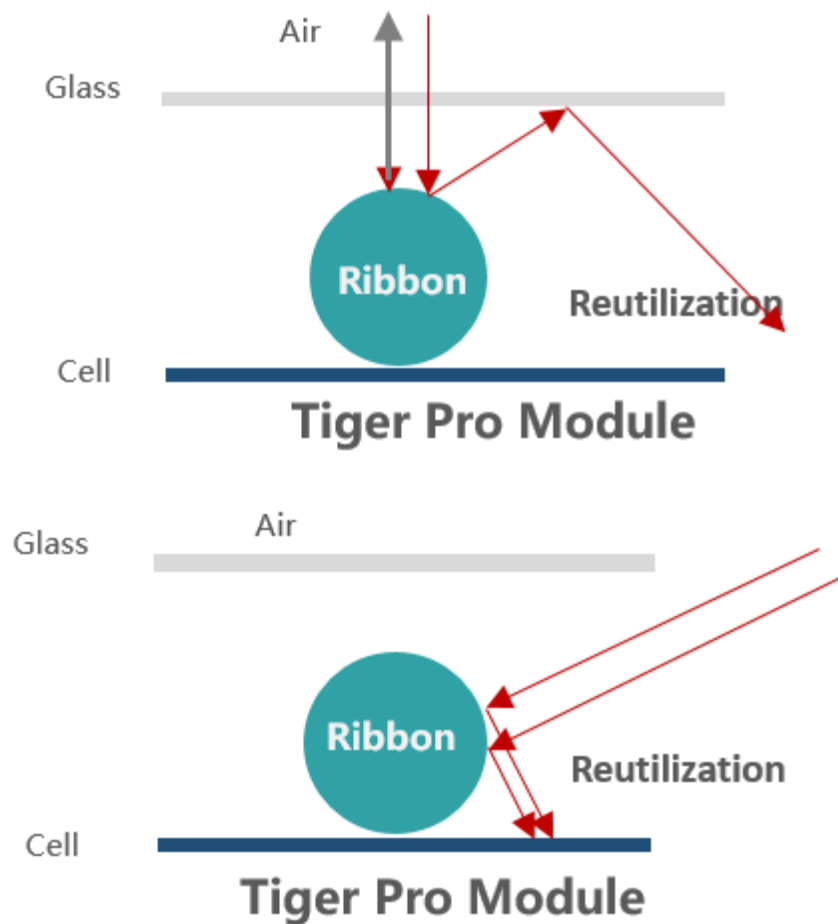 Air
Glass
Ribbon
Reutilization
Cell
Tiger Pro Module
Air
Glass
Ribbon
Reutilization
Cell
Tiger Pro Module